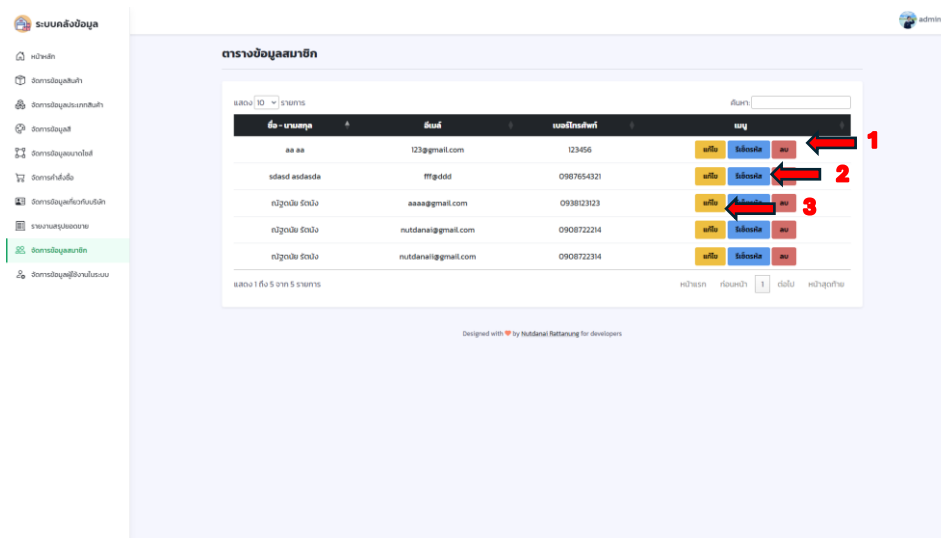 ระบบคลังข้อมูล
admin
หน้าหลัก
จัดการข้อมูลสินค้า
จัดการข้อมูลประเภทสินค้า
จัดการข้อมูลสี
จัดการข้อมูลขนาดไซส์
จัดการคำสั่งซื้อ
จัดการข้อมูลเกี่ยวกับบริษัท
รายงานสรุปยอดขาย
จัดการข้อมูลสมาชิก
จัดการข้อมูลผู้ใช้งานในระบบ
ตารางข้อมูลสมาชิก
แสดง 10 รายการ
ค้นหา:
ชื่อ - นามสกุล อีเมล์ เบอร์โทรศัพท์ เมนู
aa aa 123@gmail.com 123456 แก้ไข รีเซ็ตรหัส ลบ 1
sdasd asdasda fff@ddd 0987654321 แก้ไข รีเซ็ตรหัส 2
ณัฐดนัย รัตนัง aaaa@gmail.com 0938123123 แก้ไข ลบ 3
ณัฐดนัย รัตนัง nutdanai@gmail.com 0908722214 แก้ไข รีเซ็ตรหัส ลบ
ณัฐดนัย รัตนัง nutdanaii@gmail.com 0908722314 แก้ไข รีเซ็ตรหัส ลบ
แสดง 1 ถึง 5 จาก 5 รายการ
หน้าแรก ก่อนหน้า 1 ต่อไป หน้าสุดท้าย
Designed with ❤ by Nutdanai Rattanung for developers